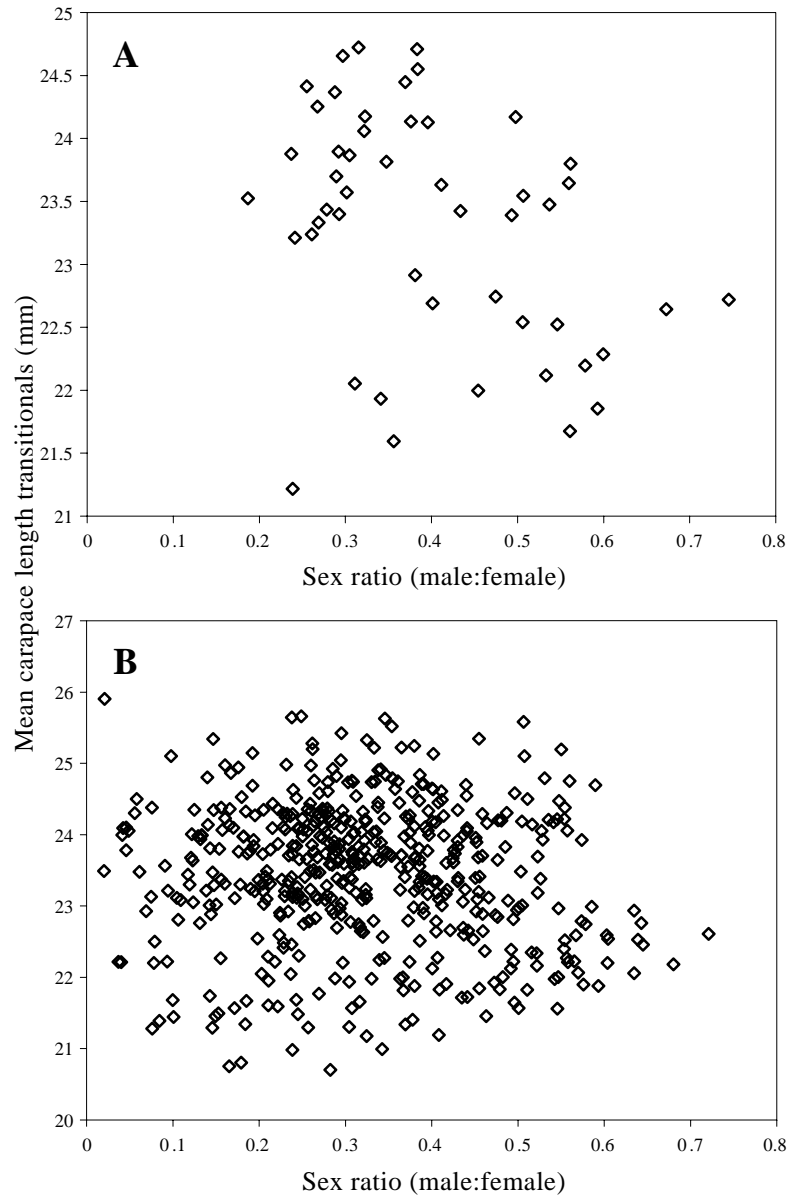 A
25
24.5
24
23.5
23
22.5
22
21.5
21
0 0.1 0.2 0.3 0.4 0.5 0.6 0.7 0.8
Sex ratio (male:female)
Mean carapace length transitionals (mm)
B
27
26
25
24
23
22
21
20
0 0.1 0.2 0.3 0.4 0.5 0.6 0.7 0.8
Sex ratio (male:female)